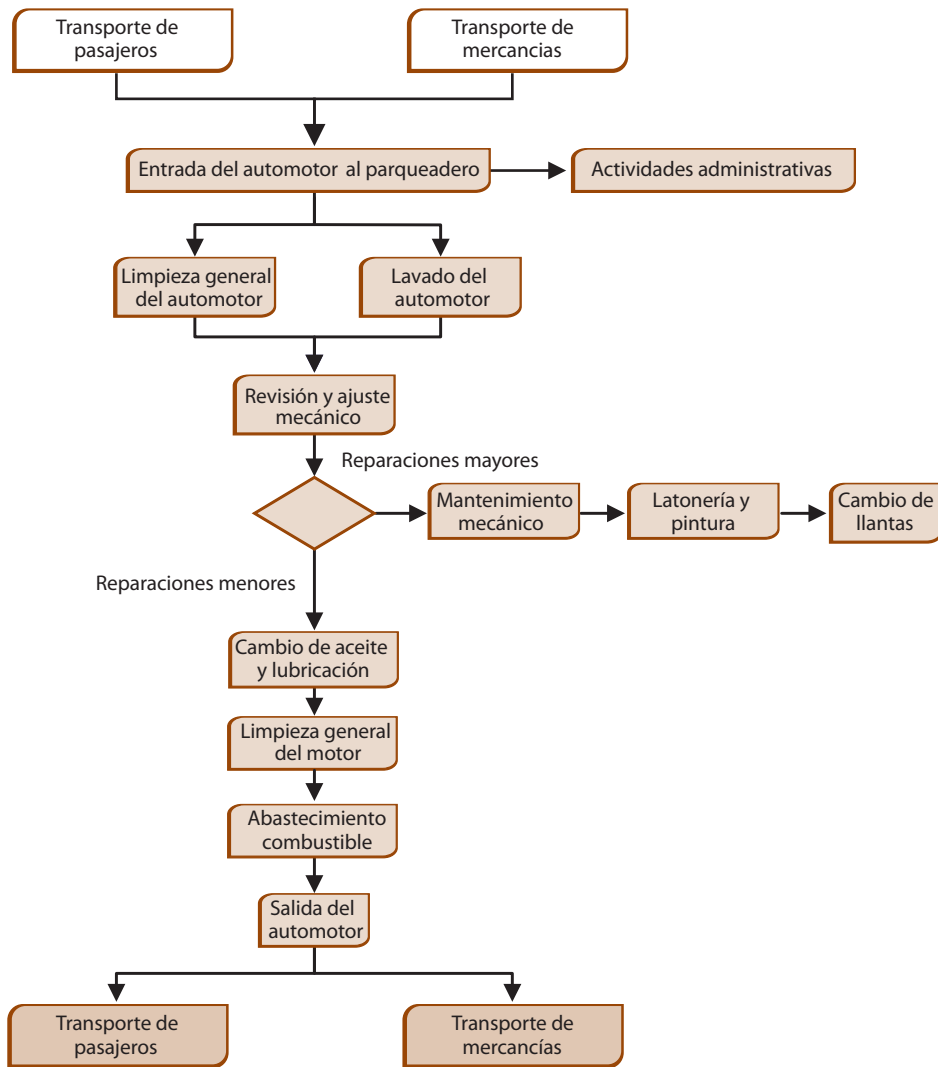 Transporte de
pasajeros
Transporte de
mercancias
Entrada del automotor al parqueadero
Actividades administrativas
Limpieza general
del automotor
Lavado del
automotor
Revisión y ajuste
mecánico
Reparaciones mayores
Mantenimiento
mecánico
Latonería y
pintura
Cambio de
llantas
Reparaciones menores
Cambio de aceite
y lubricación
Limpieza general
del motor
Abastecimiento
combustible
Salida del
automotor
Transporte de
pasajeros
Transporte de
mercancías